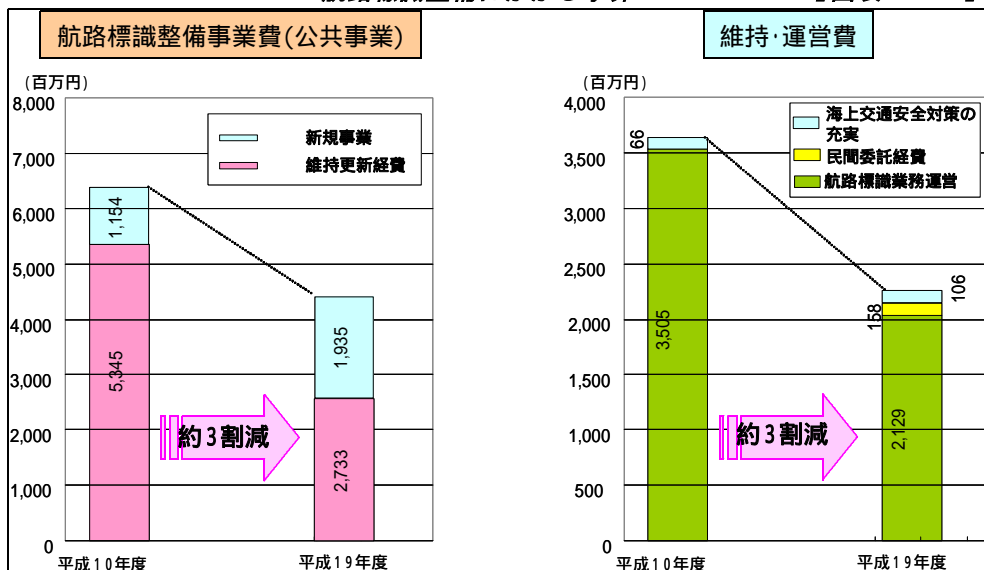 航路標識整備事業費(公共事業)
(百万円)
8,000
7,000
6,000
5,000
4,000
3,000
2,000
1,000
0
新規事業
維持更新経費
1,154
5,345
1,935
2,733
約3割減
平成10年度
平成19年度
維持・運営費
(百万円)
4,000
3,500
3,000
2,500
2,000
1,500
1,000
500
0
海上交通安全対策の
充実
民間委託経費
航路標識業務運営
66
3,505
106
158
2,129
約3割減
平成10年度
平成19年度